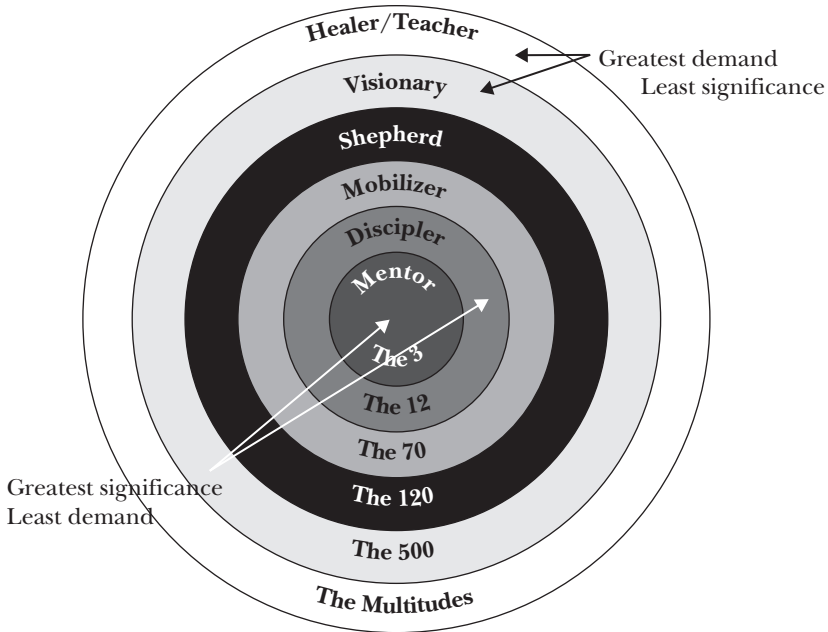 Healer/Teacher
Greatest demand
Least significance
Visionary
Shepherd
Mobilizer
Discipler
Mentor
The 3
The 12
The 70
Greatest significance
Least demand
The 120
The 500
The Multitudes